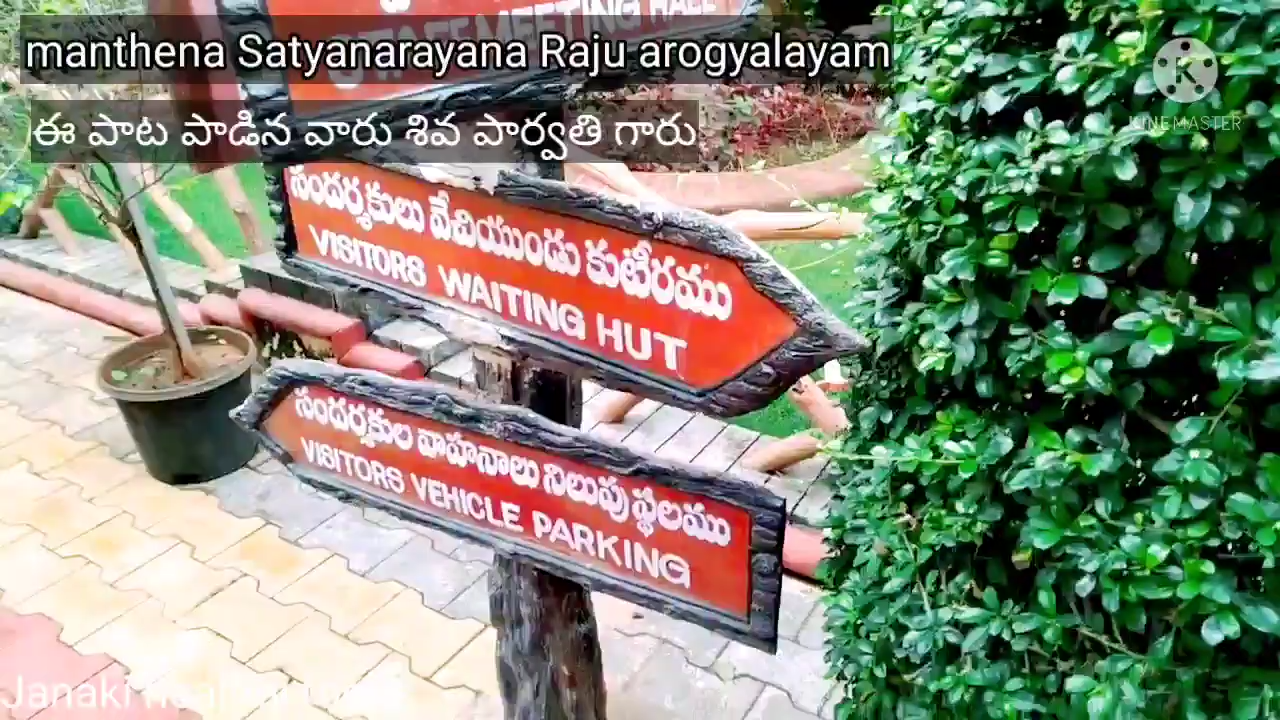 STAFF MEETING HALL
manthena Satyanarayana Raju arogyalayam
KINEMASTER
ఈ పాట పాడిన వారు శివ పార్వతి గారు
సందర్శకులు వేచియుండు కుటీరము
VISITORS WAITING HUT
సందర్శకుల వాహనాలు నిలుపు స్థలము
VISITORS VEHICLE PARKING
Janaki